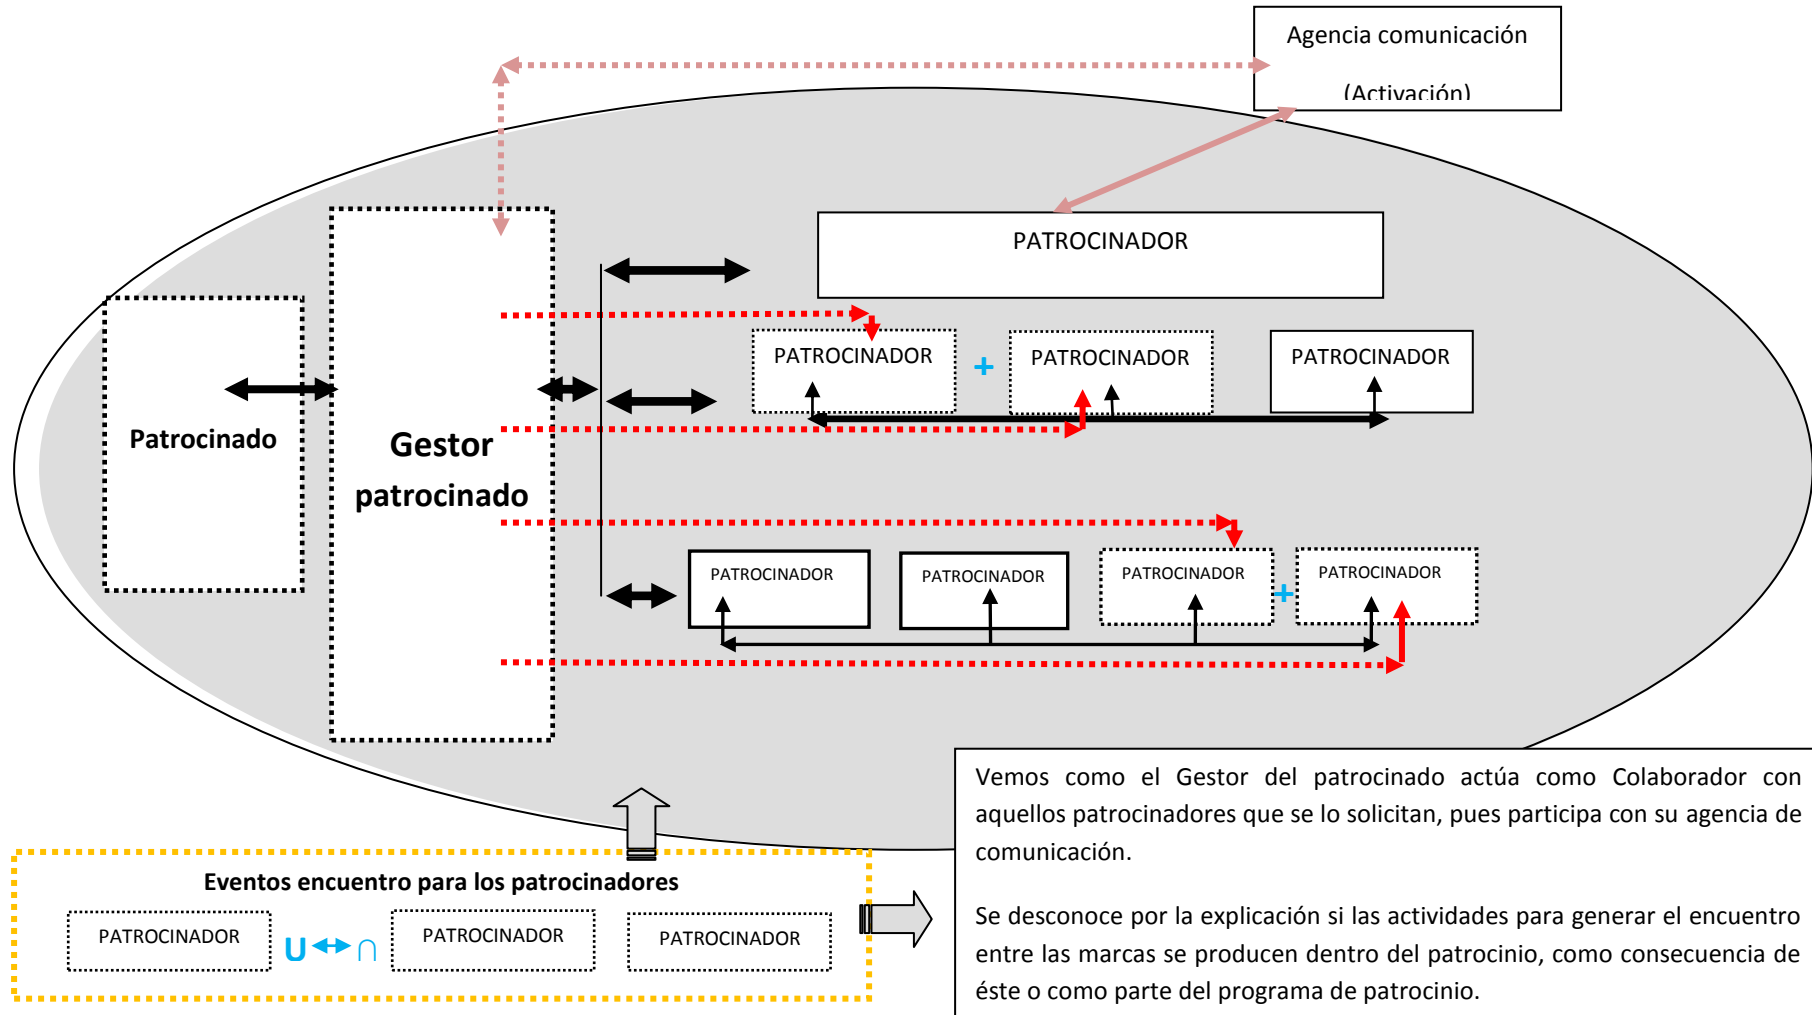 Agencia comunicación
(Activación)
PATROCINADOR
PATROCINADOR
+
PATROCINADOR
PATROCINADOR
Patrocinado
Gestor
patrocinado
PATROCINADOR
PATROCINADOR
PATROCINADOR
+
PATROCINADOR
Eventos encuentro para los patrocinadores
PATROCINADOR
U
∩
PATROCINADOR
PATROCINADOR
Vemos como el Gestor del patrocinado actúa como Colaborador con
aquellos patrocinadores que se lo solicitan, pues participa con su agencia de
comunicación.
Se desconoce por la explicación si las actividades para generar el encuentro
entre las marcas se producen dentro del patrocinio, como consecuencia de
éste o como parte del programa de patrocinio.